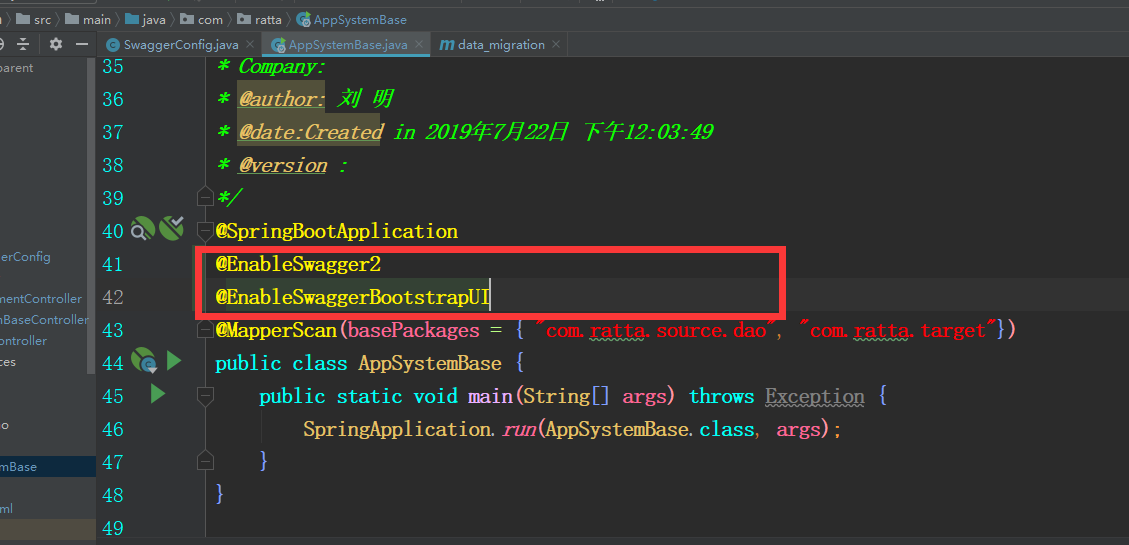 src main java com ratta AppSystemBase
SwaggerConfig.java AppSystemBase.java data_migration
parent
35 * Company:
36 * @author: 刘 明
37 * @date:Created in 2019年7月22日 下午12:03:49
38 * @version :
39 */
40 @SpringBootApplication
41 @EnableSwagger2
erConfig
42 @EnableSwaggerBootstrapUI
mentController
mBaseController
43 @MapperScan(basePackages = { "com.ratta.source.dao", "com.ratta.target"})
ontroller
44 public class AppSystemBase {
ces
45 public static void main(String[] args) throws Exception {
46 SpringApplication.run(AppSystemBase.class, args);
47 }
emBase
48 }
ml
49